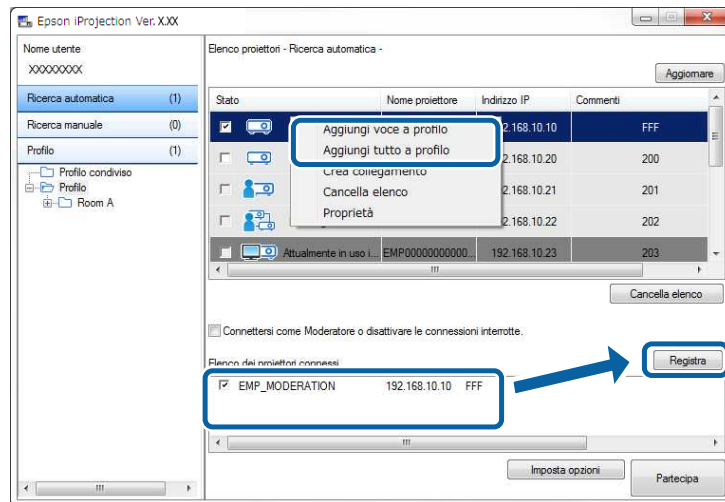 Epson iProjection Ver. X.XX
Nome utente
XXXXXXXX
Ricerca automatica (1)
Ricerca manuale (0)
Profilo (1)
Profilo condiviso
Profilo
Room A
Elenco proiettori - Ricerca automatica -
Aggiornare
Stato Nome proiettore Indirizzo IP Commenti
2.168.10.10 FFF
2.168.10.20 200
2.168.10.21 201
2.168.10.22 202
Attualmente in uso i... EMP00000000000... 192.168.10.23 203
Aggiungi voce a profilo
Aggiungi tutto a profilo
Crea collegamento
Cancella elenco
Proprietà
Cancella elenco
Connettersi come Moderatore o disattivare le connessioni interrotte.
Elenco dei proiettori connessi
Registra
EMP_MODERATION 192.168.10.10 FFF
Imposta opzioni
Partecipa